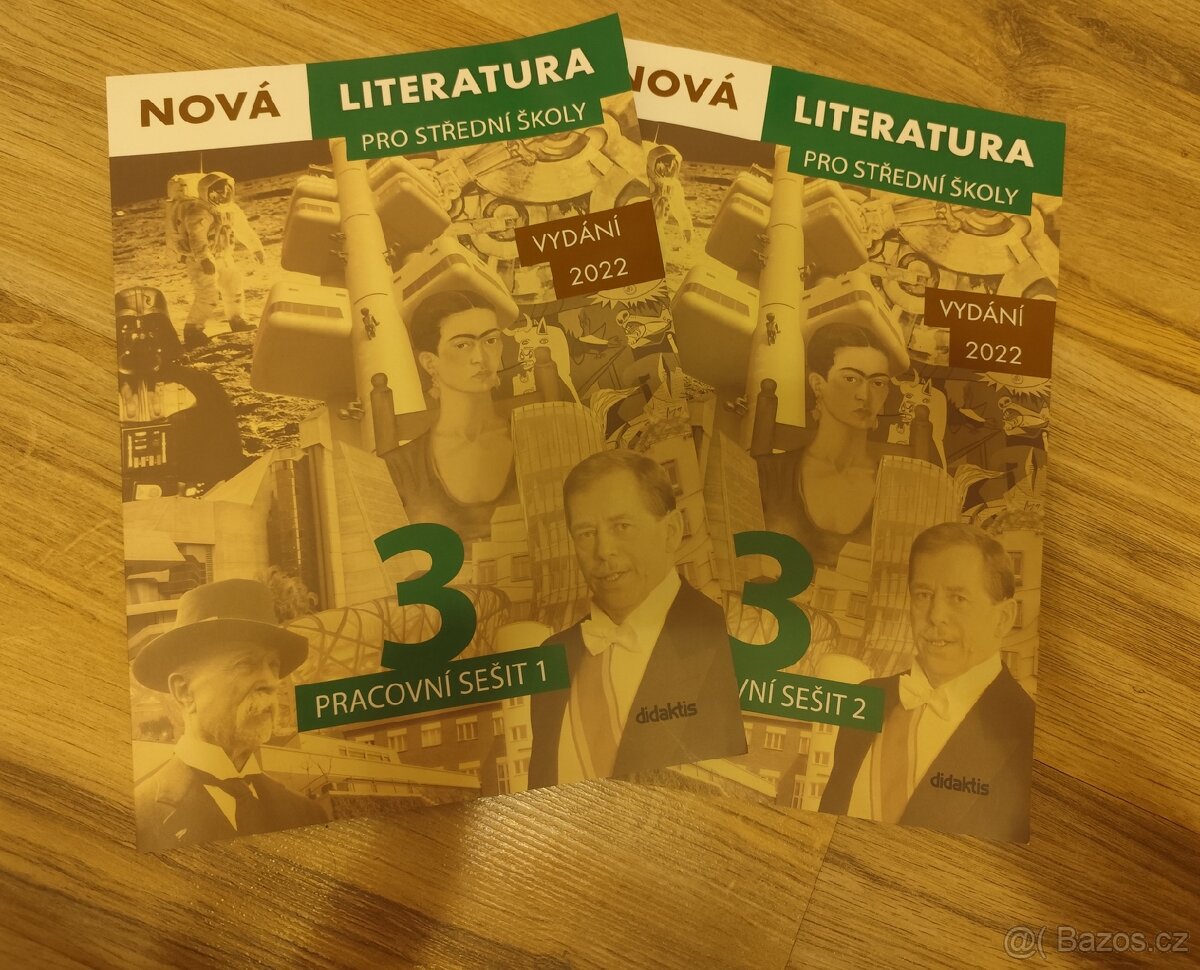 NOVÁ LITERATURA
PRO STŘEDNÍ ŠKOLY
VYDÁNÍ
2022
3
PRACOVNÍ SEŠIT 1
didaktis
NOVÁ LITERATURA
PRO STŘEDNÍ ŠKOLY
VYDÁNÍ
2022
3
VNÍ SEŠIT 2
didaktis
@( Bazos.cz